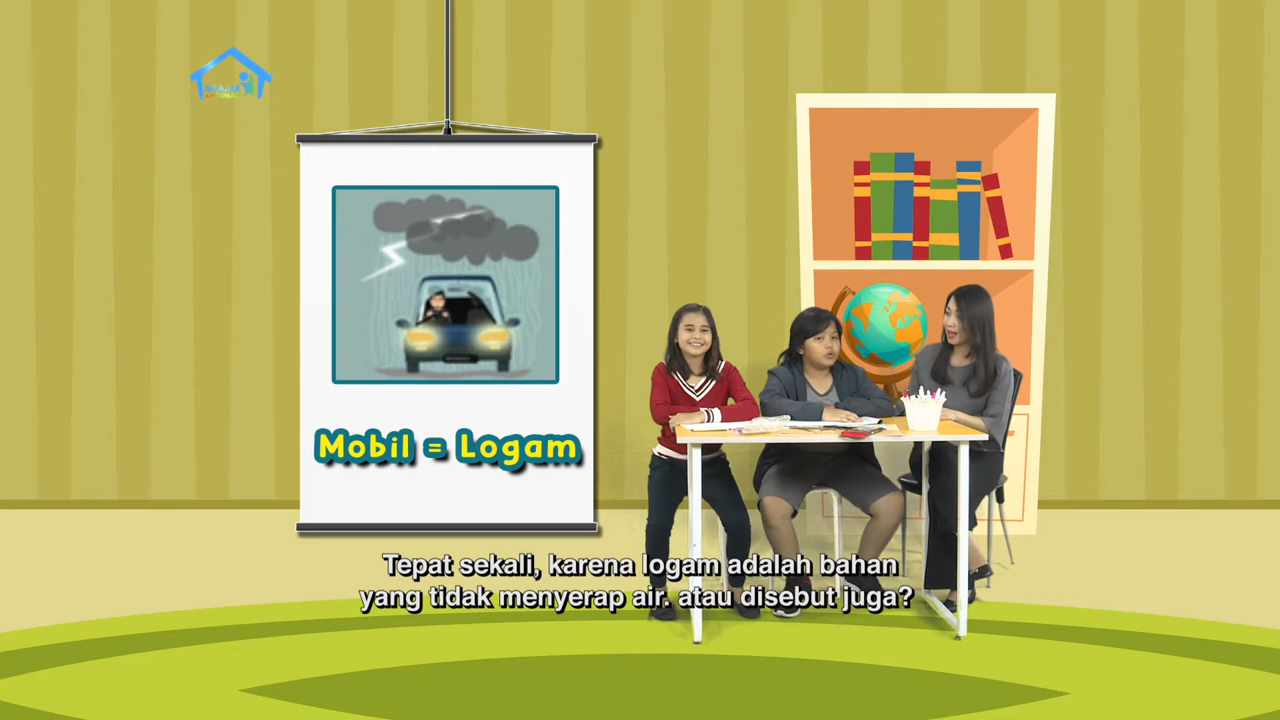 Mobil = Logam
Tepat sekali, karena logam adalah bahan
yang tidak menyerap air. atau disebut juga?